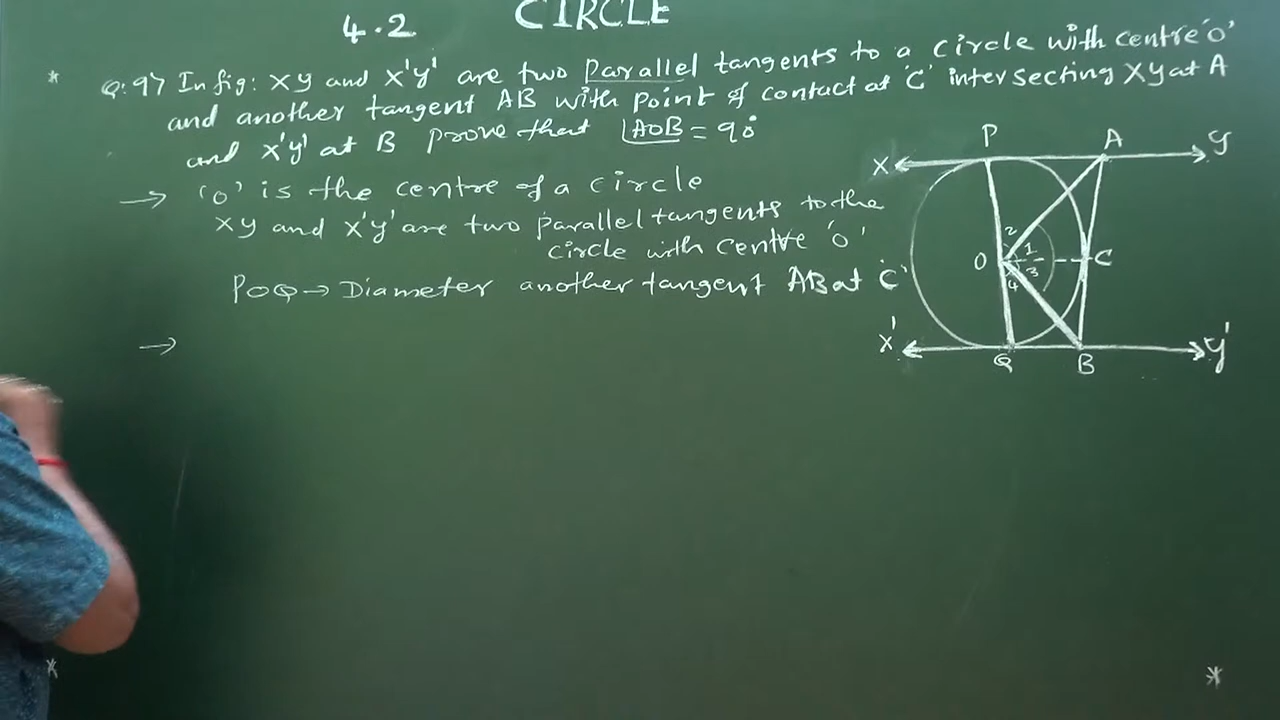 4.2 CIRCLE
* Q:9) In fig: XY and X'Y' are two parallel tangents to a circle with centre 'O'
and another tangent AB with point of contact at 'C' intersecting XY at A
and X'Y' at B prove that ∠AOB = 90°
→ 'O' is the centre of a circle
XY and X'Y' are two parallel tangents to the
circle with centre 'O'
POQ → Diameter another tangent AB at 'C'
→
P A
X Y
2
O 1 C
3
4
X' Y'
Q B
* *